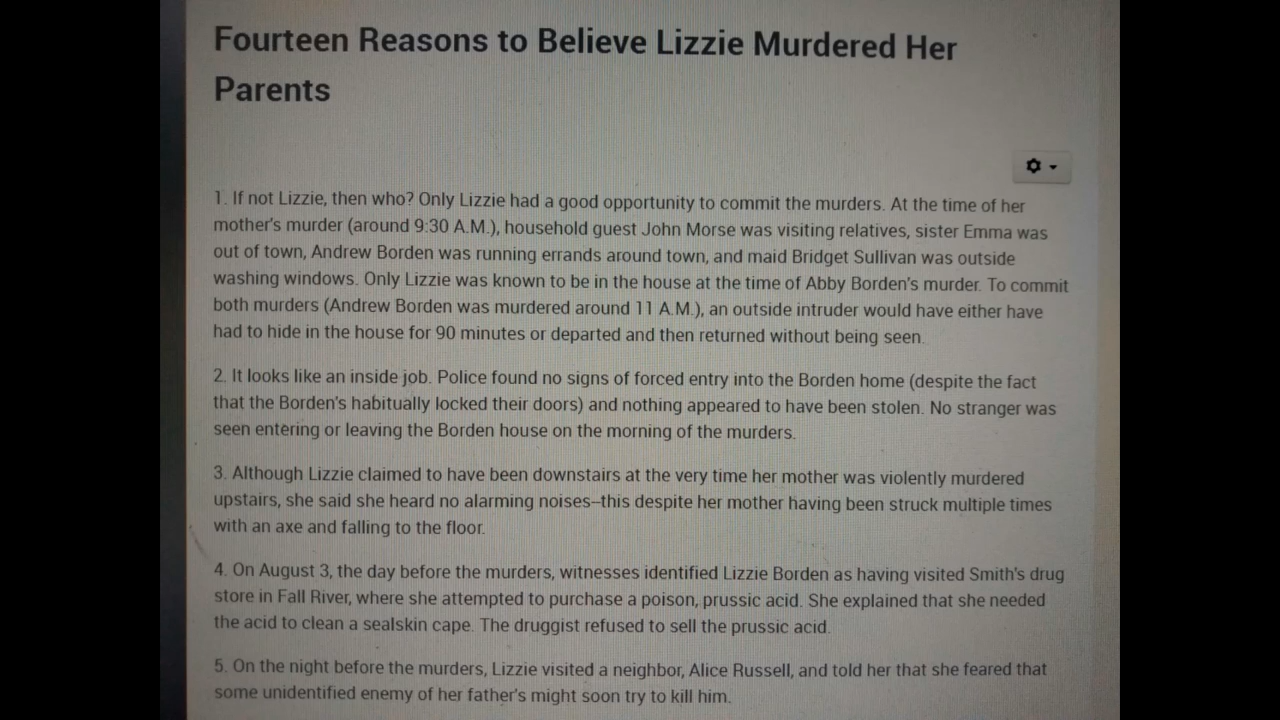 Fourteen Reasons to Believe Lizzie Murdered Her
Parents
1. If not Lizzie, then who? Only Lizzie had a good opportunity to commit the murders. At the time of her
mother's murder (around 9:30 A.M.), household guest John Morse was visiting relatives, sister Emma was
out of town, Andrew Borden was running errands around town, and maid Bridget Sullivan was outside
washing windows. Only Lizzie was known to be in the house at the time of Abby Borden's murder. To commit
both murders (Andrew Borden was murdered around 11 A.M.), an outside intruder would have either have
had to hide in the house for 90 minutes or departed and then returned without being seen.
2. It looks like an inside job. Police found no signs of forced entry into the Borden home (despite the fact
that the Borden's habitually locked their doors) and nothing appeared to have been stolen. No stranger was
seen entering or leaving the Borden house on the morning of the murders.
3. Although Lizzie claimed to have been downstairs at the very time her mother was violently murdered
upstairs, she said she heard no alarming noises--this despite her mother having been struck multiple times
with an axe and falling to the floor.
4. On August 3, the day before the murders, witnesses identified Lizzie Borden as having visited Smith's drug
store in Fall River, where she attempted to purchase a poison, prussic acid. She explained that she needed
the acid to clean a sealskin cape. The druggist refused to sell the prussic acid.
5. On the night before the murders, Lizzie visited a neighbor, Alice Russell, and told her that she feared that
some unidentified enemy of her father's might soon try to kill him.